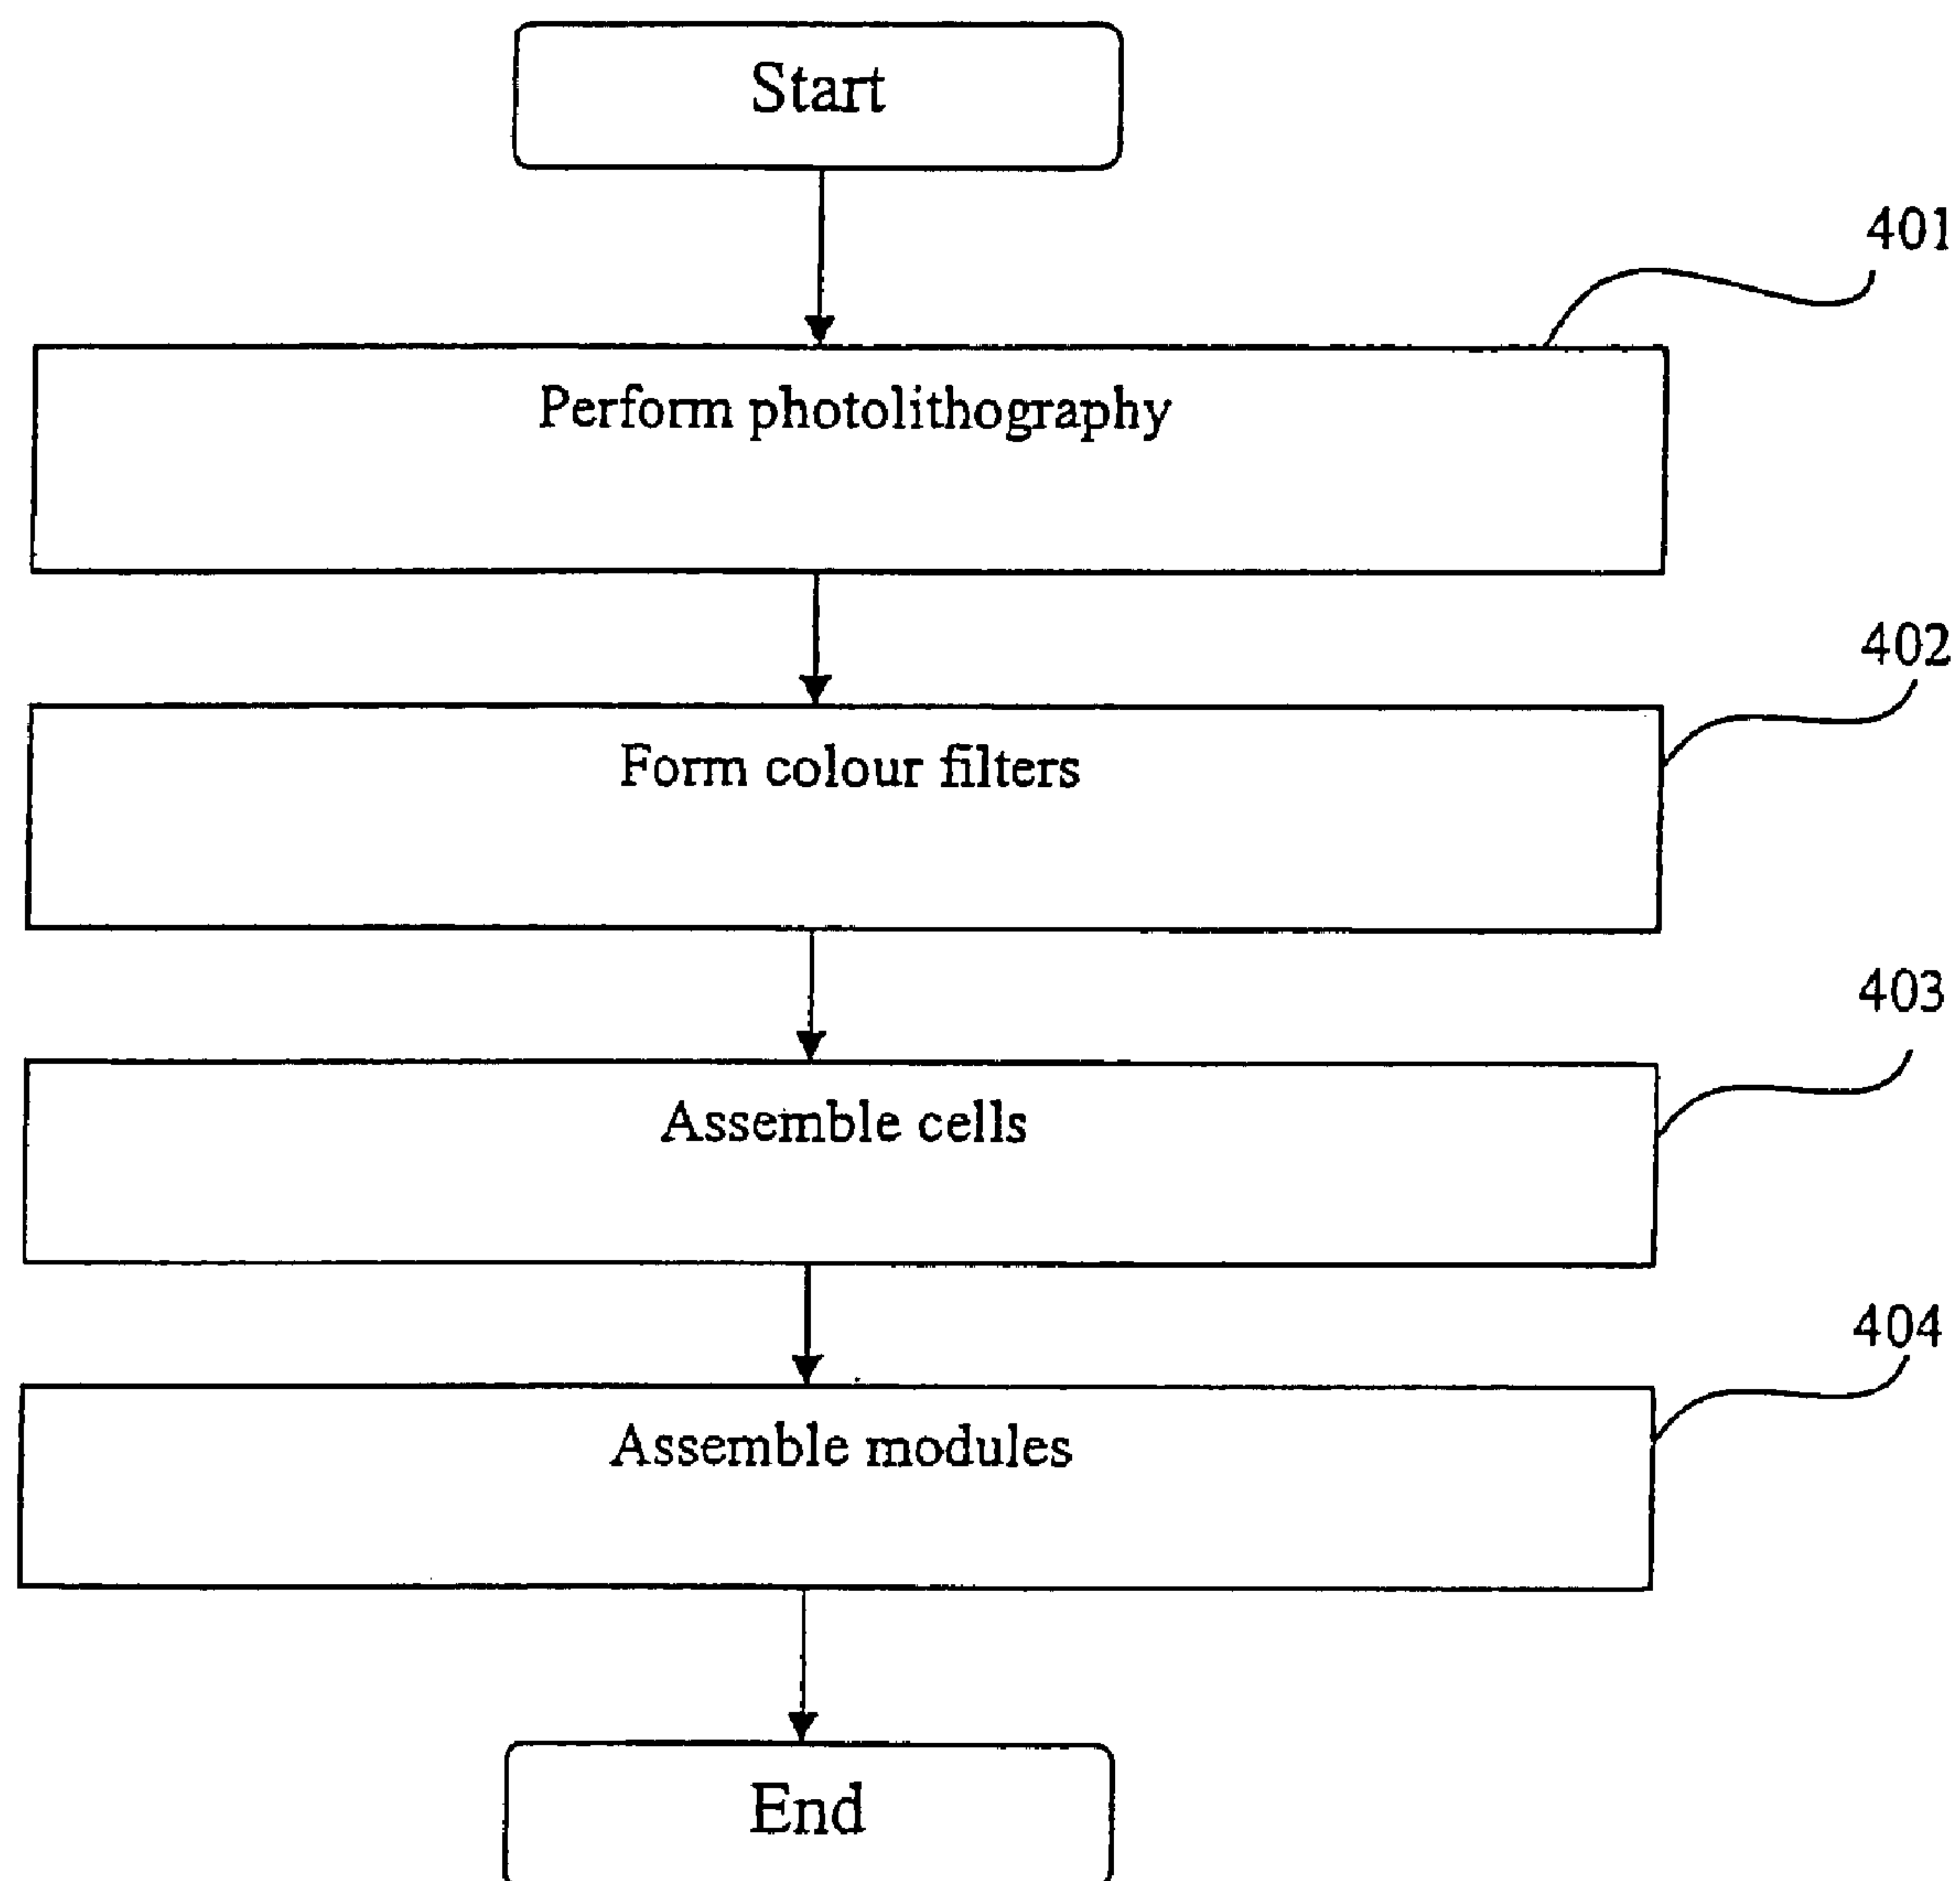 Start
401
Perform photolithography
402
Form colour filters
403
Assemble cells
404
Assemble modules
End